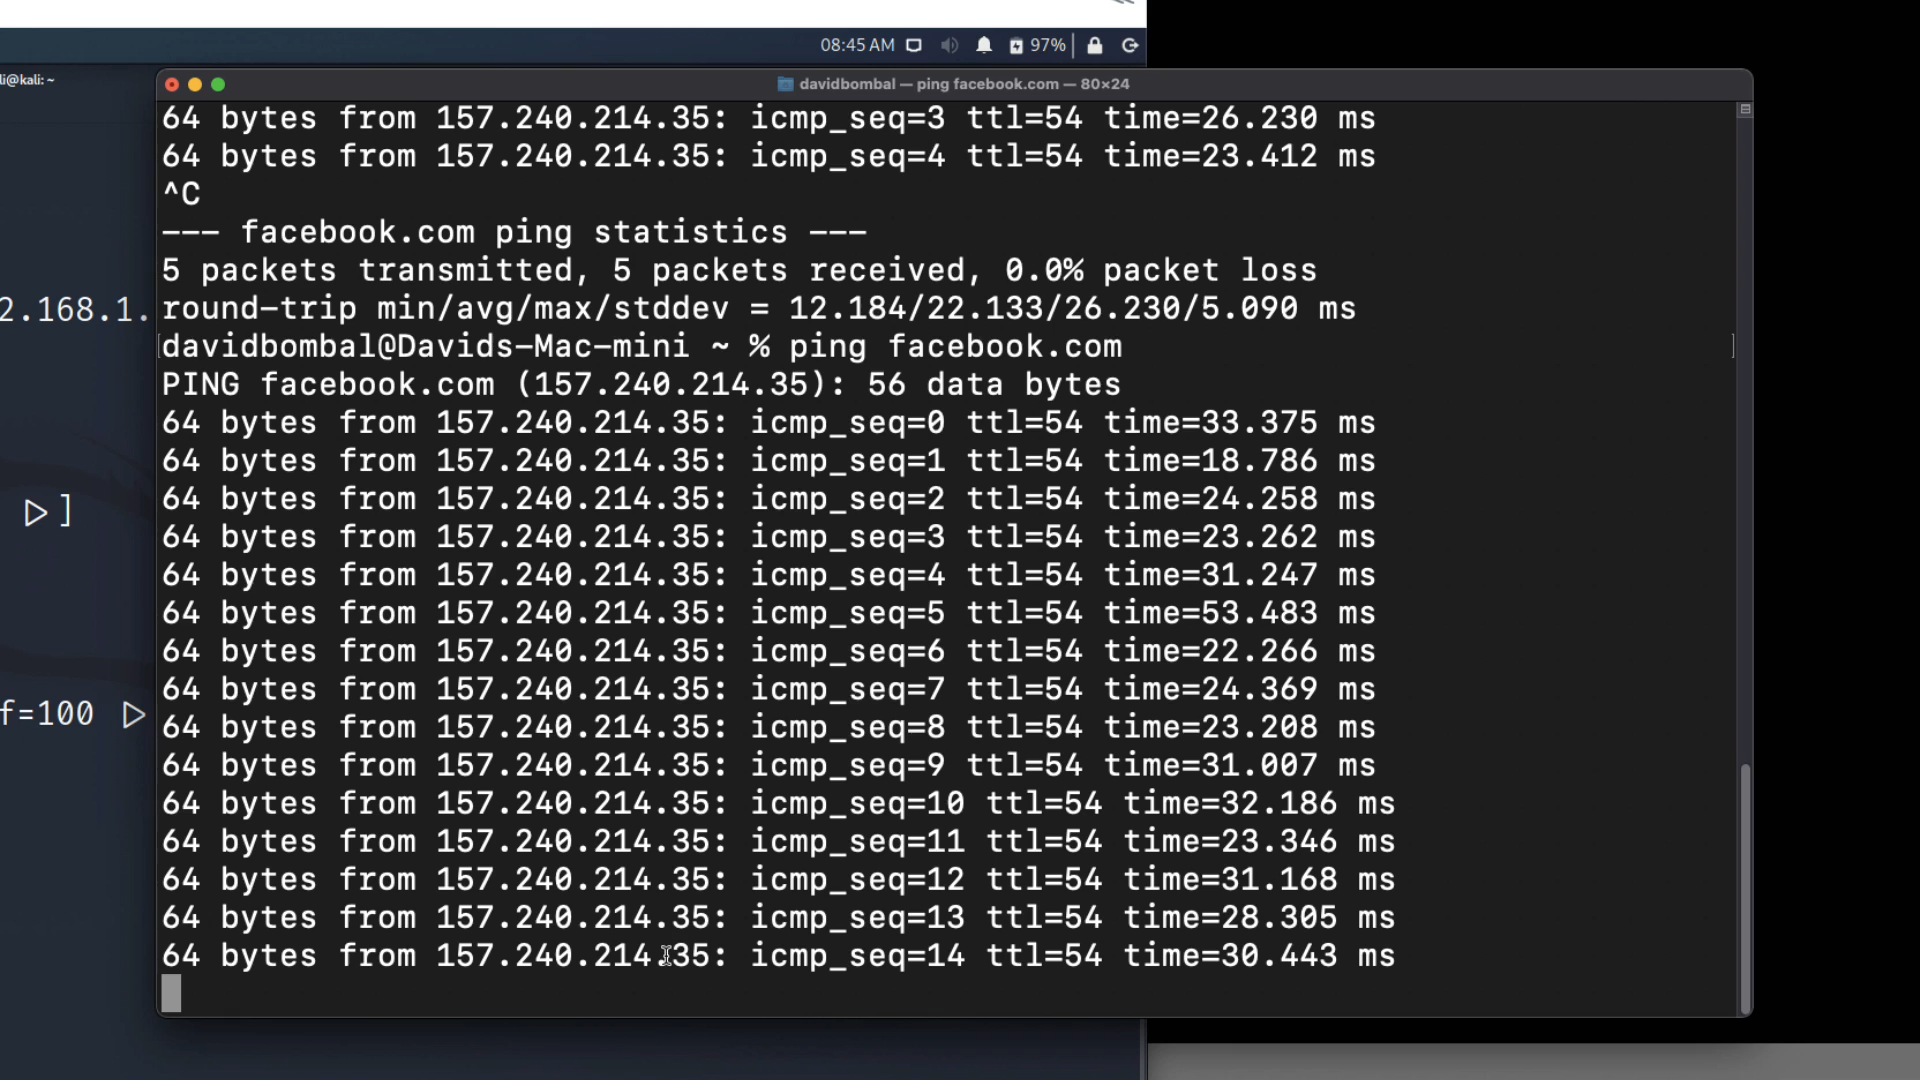 08:45 AM 97%
li@kali: ~
davidbombal — ping facebook.com — 80×24
64 bytes from 157.240.214.35: icmp_seq=3 ttl=54 time=26.230 ms
64 bytes from 157.240.214.35: icmp_seq=4 ttl=54 time=23.412 ms
^C
--- facebook.com ping statistics ---
5 packets transmitted, 5 packets received, 0.0% packet loss
2.168.1.
round-trip min/avg/max/stddev = 12.184/22.133/26.230/5.090 ms
davidbombal@Davids-Mac-mini ~ % ping facebook.com
PING facebook.com (157.240.214.35): 56 data bytes
64 bytes from 157.240.214.35: icmp_seq=0 ttl=54 time=33.375 ms
64 bytes from 157.240.214.35: icmp_seq=1 ttl=54 time=18.786 ms
64 bytes from 157.240.214.35: icmp_seq=2 ttl=54 time=24.258 ms
▷]
64 bytes from 157.240.214.35: icmp_seq=3 ttl=54 time=23.262 ms
64 bytes from 157.240.214.35: icmp_seq=4 ttl=54 time=31.247 ms
64 bytes from 157.240.214.35: icmp_seq=5 ttl=54 time=53.483 ms
64 bytes from 157.240.214.35: icmp_seq=6 ttl=54 time=22.266 ms
64 bytes from 157.240.214.35: icmp_seq=7 ttl=54 time=24.369 ms
f=100 ▷
64 bytes from 157.240.214.35: icmp_seq=8 ttl=54 time=23.208 ms
64 bytes from 157.240.214.35: icmp_seq=9 ttl=54 time=31.007 ms
64 bytes from 157.240.214.35: icmp_seq=10 ttl=54 time=32.186 ms
64 bytes from 157.240.214.35: icmp_seq=11 ttl=54 time=23.346 ms
64 bytes from 157.240.214.35: icmp_seq=12 ttl=54 time=31.168 ms
64 bytes from 157.240.214.35: icmp_seq=13 ttl=54 time=28.305 ms
64 bytes from 157.240.214.35: icmp_seq=14 ttl=54 time=30.443 ms